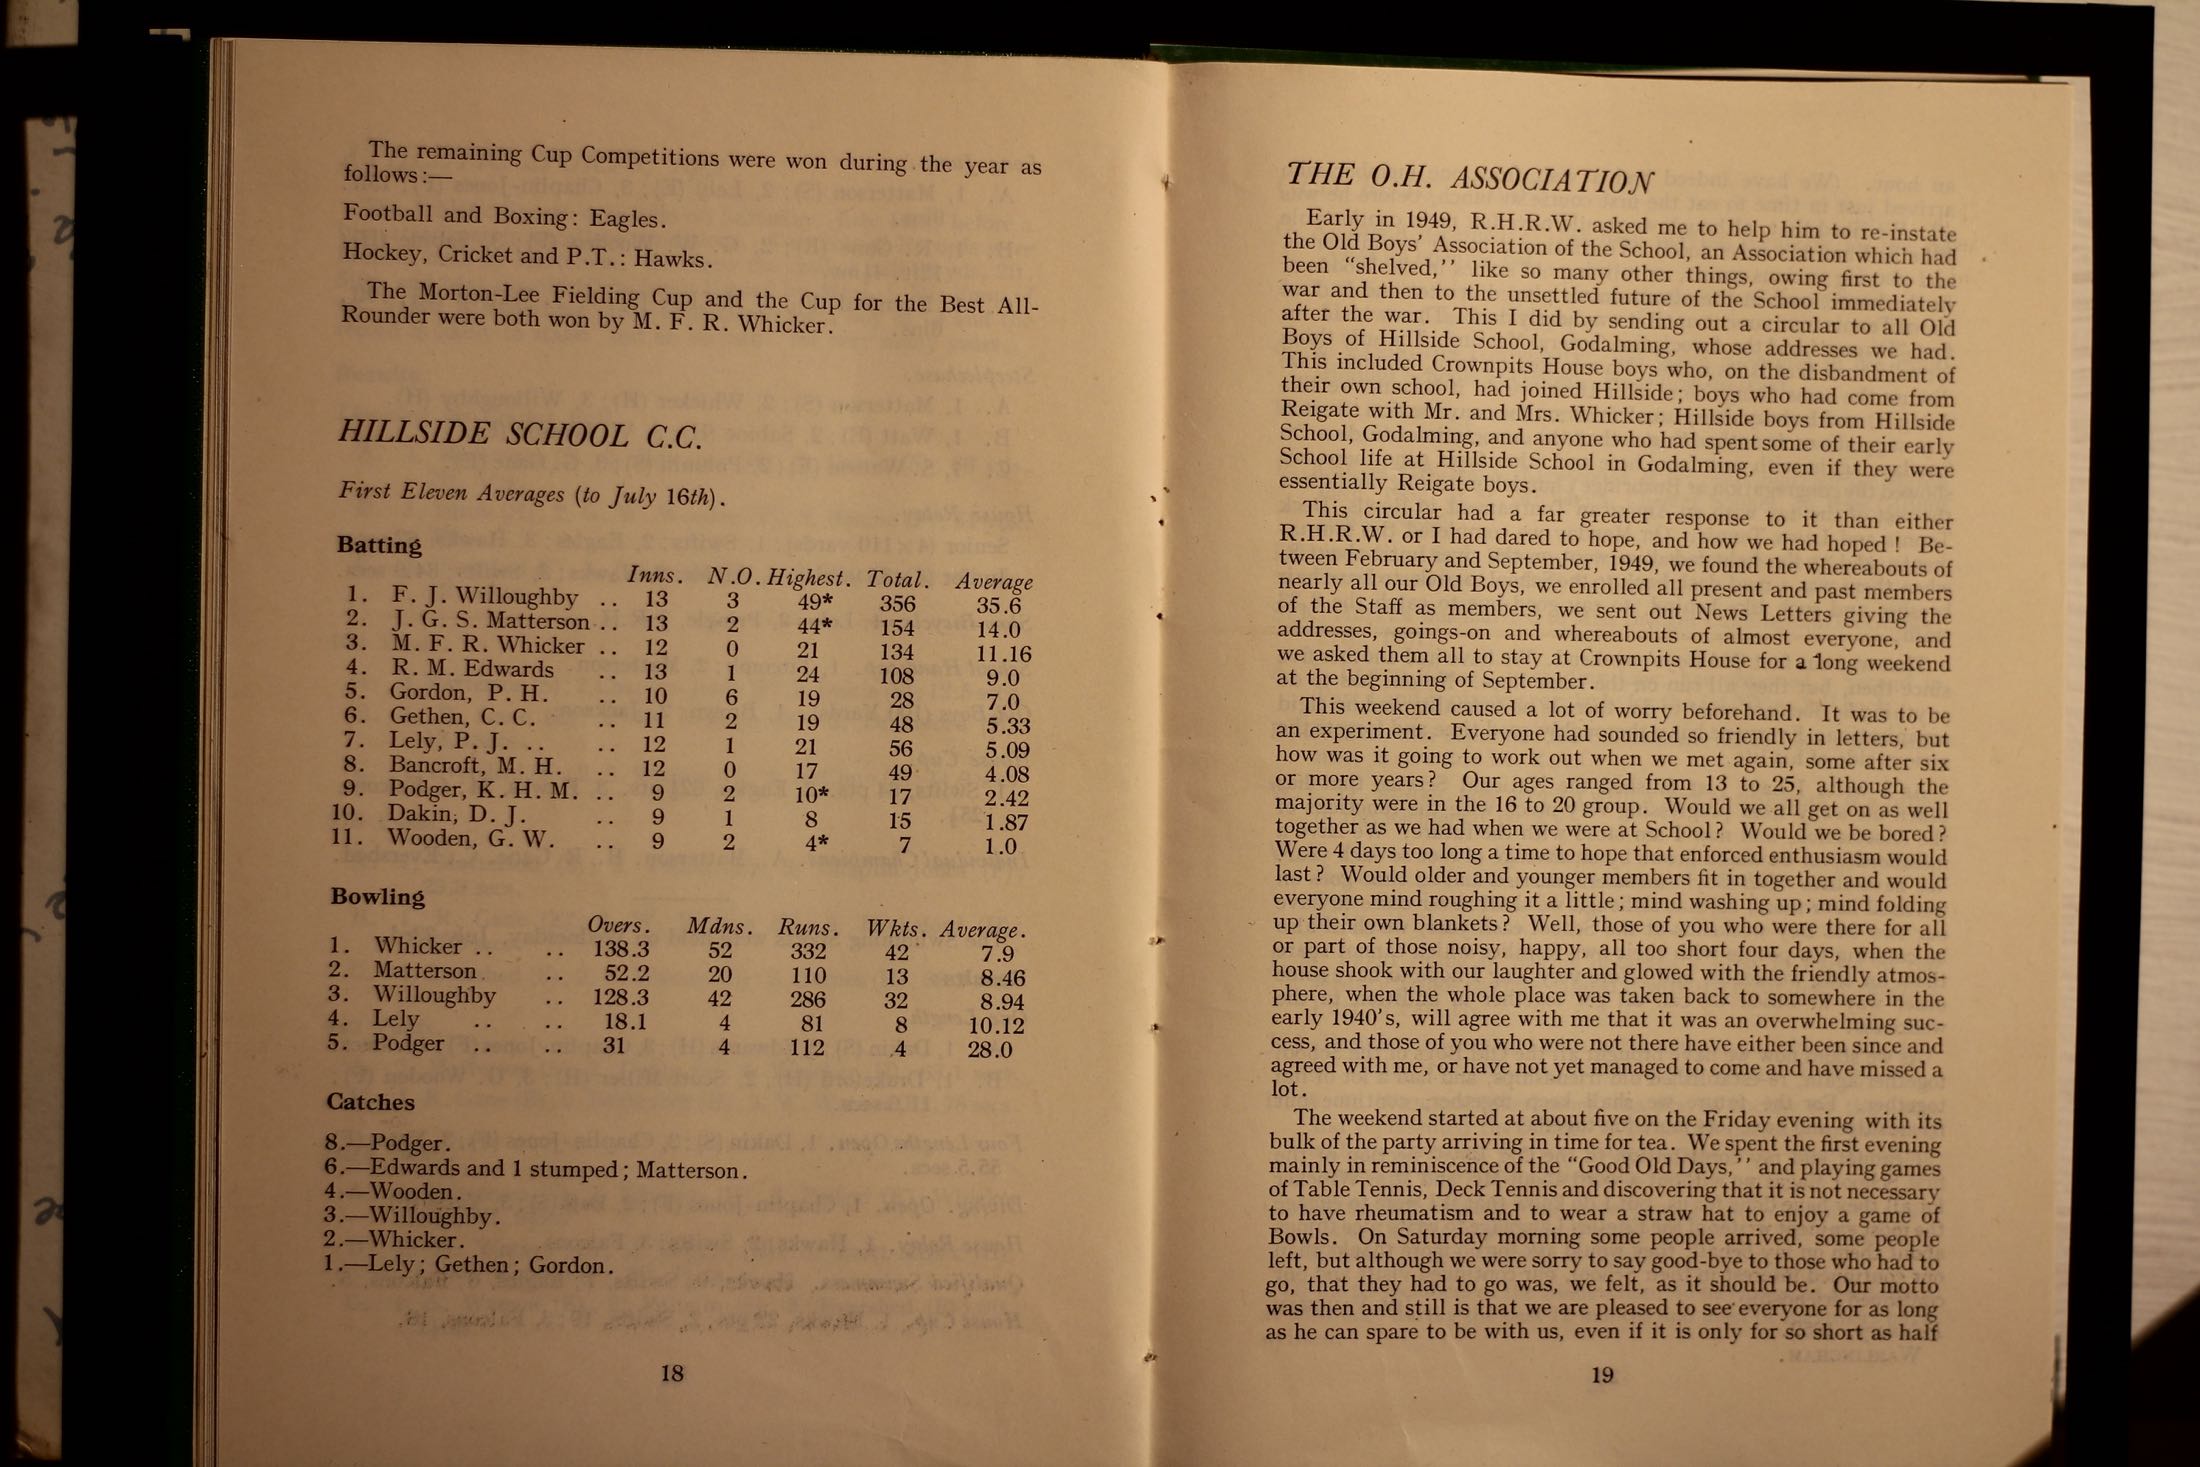 The remaining Cup Competitions were won during the year as
follows:—
Football and Boxing: Eagles.
Hockey, Cricket and P.T.: Hawks.
The Morton-Lee Fielding Cup and the Cup for the Best All-
Rounder were both won by M. F. R. Whicker.
HILLSIDE SCHOOL C.C.
First Eleven Averages (to July 16th).
Batting
Inns. N.O. Highest. Total. Average
1. F. J. Willoughby .. 13 3 49* 356 35.6
2. J. G. S. Matterson .. 13 2 44* 154 14.0
3. M. F. R. Whicker .. 12 0 21 134 11.16
4. R. M. Edwards .. 13 1 24 108 9.0
5. Gordon, P. H. .. 10 6 19 28 7.0
6. Gethen, C. C. .. 11 2 19 48 5.33
7. Lely, P. J. .. .. 12 1 21 56 5.09
8. Bancroft, M. H. .. 12 0 17 49 4.08
9. Podger, K. H. M. .. 9 2 10* 17 2.42
10. Dakin, D. J. .. 9 1 8 15 1.87
11. Wooden, G. W. .. 9 2 4* 7 1.0
Bowling
Overs. Mdns. Runs. Wkts. Average.
1. Whicker .. .. 138.3 52 332 42 7.9
2. Matterson .. 52.2 20 110 13 8.46
3. Willoughby .. 128.3 42 286 32 8.94
4. Lely .. .. 18.1 4 81 8 10.12
5. Podger .. .. 31 4 112 4 28.0
Catches
8.—Podger.
6.—Edwards and 1 stumped; Matterson.
4.—Wooden.
3.—Willoughby.
2.—Whicker.
1.—Lely; Gethen; Gordon.
18
THE O.H. ASSOCIATION
Early in 1949, R.H.R.W. asked me to help him to re-instate
the Old Boys' Association of the School, an Association which had
been "shelved," like so many other things, owing first to the
war and then to the unsettled future of the School immediately
after the war. This I did by sending out a circular to all Old
Boys of Hillside School, Godalming, whose addresses we had.
This included Crownpits House boys who, on the disbandment of
their own school, had joined Hillside; boys who had come from
Reigate with Mr. and Mrs. Whicker; Hillside boys from Hillside
School, Godalming, and anyone who had spent some of their early
School life at Hillside School in Godalming, even if they were
essentially Reigate boys.
This circular had a far greater response to it than either
R.H.R.W. or I had dared to hope, and how we had hoped! Be-
tween February and September, 1949, we found the whereabouts of
nearly all our Old Boys, we enrolled all present and past members
of the Staff as members, we sent out News Letters giving the
addresses, goings-on and whereabouts of almost everyone, and
we asked them all to stay at Crownpits House for a long weekend
at the beginning of September.
This weekend caused a lot of worry beforehand. It was to be
an experiment. Everyone had sounded so friendly in letters, but
how was it going to work out when we met again, some after six
or more years? Our ages ranged from 13 to 25, although the
majority were in the 16 to 20 group. Would we all get on as well
together as we had when we were at School? Would we be bored?
Were 4 days too long a time to hope that enforced enthusiasm would
last? Would older and younger members fit in together and would
everyone mind roughing it a little; mind washing up; mind folding
up their own blankets? Well, those of you who were there for all
or part of those noisy, happy, all too short four days, when the
house shook with our laughter and glowed with the friendly atmos-
phere, when the whole place was taken back to somewhere in the
early 1940's, will agree with me that it was an overwhelming suc-
cess, and those of you who were not there have either been since and
agreed with me, or have not yet managed to come and have missed a
lot.
The weekend started at about five on the Friday evening with its
bulk of the party arriving in time for tea. We spent the first evening
mainly in reminiscence of the "Good Old Days," and playing games
of Table Tennis, Deck Tennis and discovering that it is not necessary
to have rheumatism and to wear a straw hat to enjoy a game of
Bowls. On Saturday morning some people arrived, some people
left, but although we were sorry to say good-bye to those who had to
go, that they had to go was, we felt, as it should be. Our motto
was then and still is that we are pleased to see everyone for as long
as he can spare to be with us, even if it is only for so short as half
19